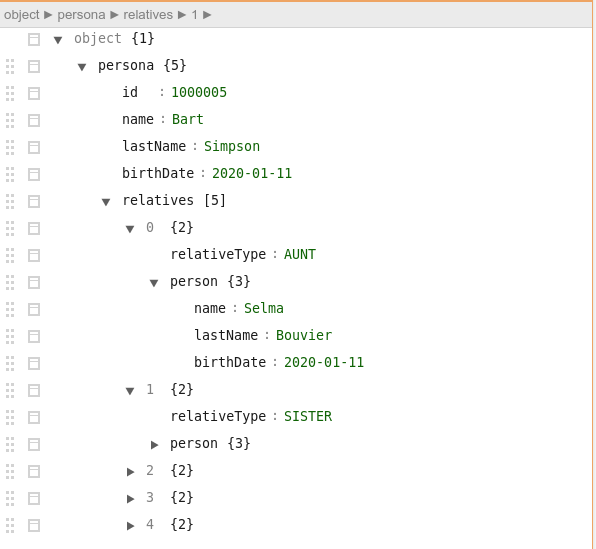 object ▶ persona ▶ relatives ▶ 1 ▶
object {1}
persona {5}
id : 1000005
name : Bart
lastName : Simpson
birthDate : 2020-01-11
relatives [5]
0 {2}
relativeType : AUNT
person {3}
name : Selma
lastName : Bouvier
birthDate : 2020-01-11
1 {2}
relativeType : SISTER
person {3}
2 {2}
3 {2}
4 {2}